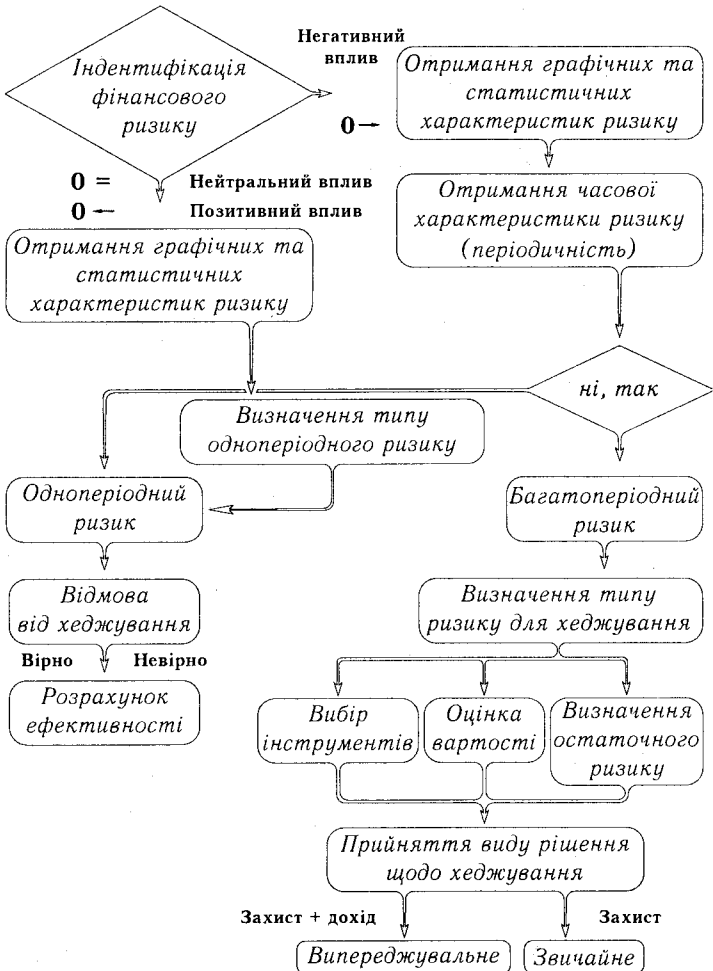 Індентифікація
фінансового
ризику
Негативний
вплив
0
Отримання графічних та
статистичних
характеристик ризику
0 = Нейтральний вплив
0 Позитивний вплив
Отримання часової
характеристики ризику
(періодичність)
Отримання графічних та
статистичних
характеристик ризику
ні, так
Визначення типу
одноперіодного ризику
Одноперіодний
ризик
Багатоперіодний
ризик
Відмова
від хеджування
Визначення типу
ризику для хеджування
Вірно Невірно
Розрахунок
ефективності
Вибір
інструментів
Оцінка
вартості
Визначення
остаточного
ризику
Прийняття виду рішення
щодо хеджування
Захист + дохід
Захист
Випереджувальне
Звичайне